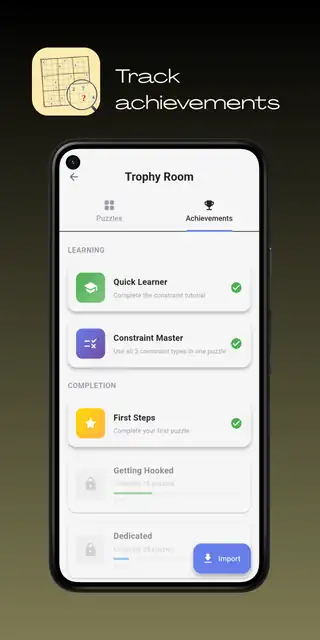 Track
achievements
Trophy Room
Puzzles
Achievements
LEARNING
Quick Learner
Complete the constraint tutorial
Constraint Master
Use all 3 constraint types in one puzzle
COMPLETION
First Steps
Complete your first puzzle
Getting Hooked
Dedicated
Import